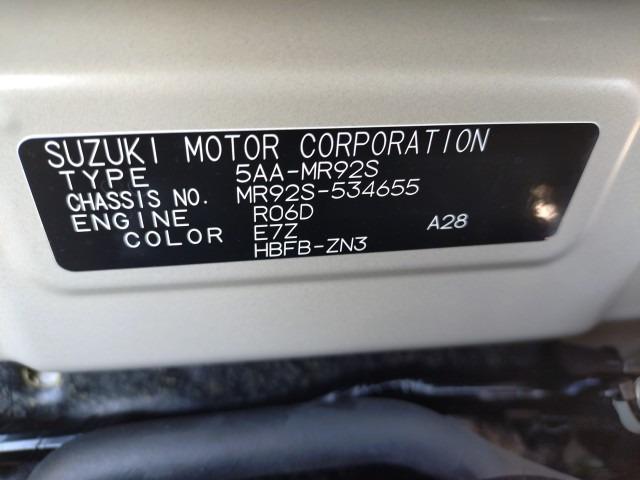 SUZUKI MOTOR CORPORATION
TYPE 5AA-MR92S
CHASSIS NO. MR92S-534655
ENGINE R06D
COLOR E7Z A28
HBFB-ZN3